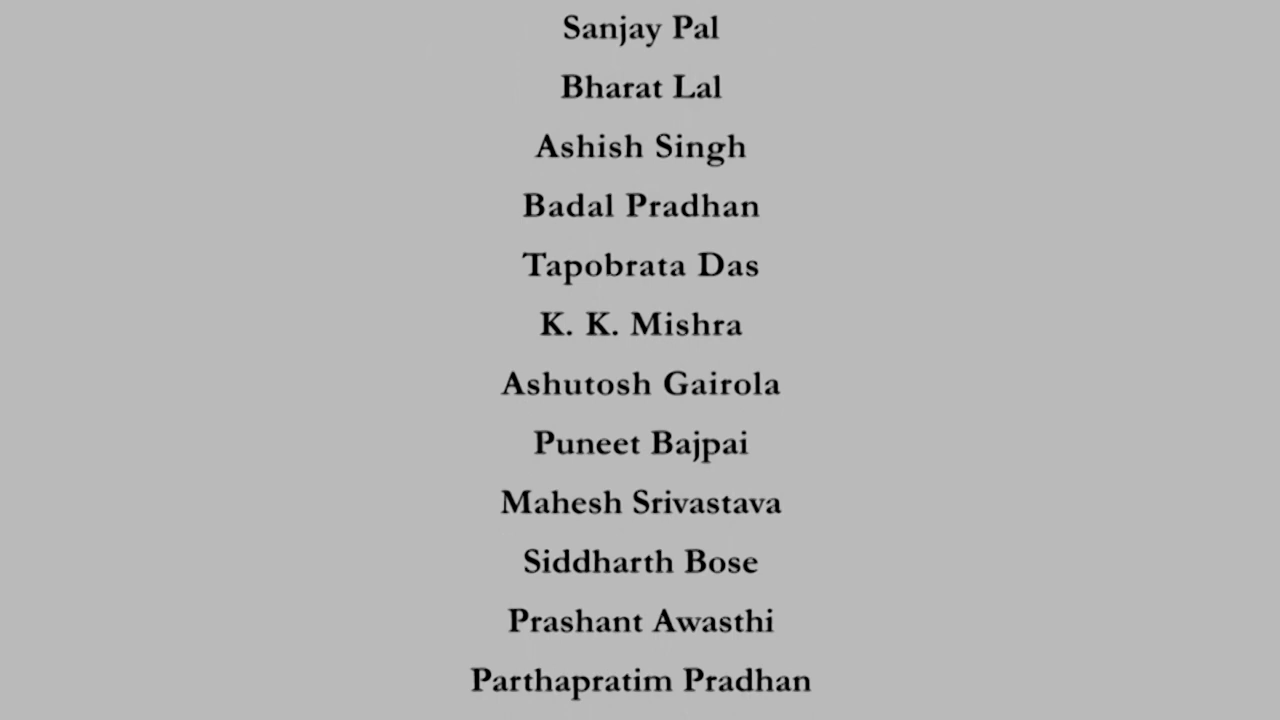 Sanjay Pal
Bharat Lal
Ashish Singh
Badal Pradhan
Tapobrata Das
K. K. Mishra
Ashutosh Gairola
Puneet Bajpai
Mahesh Srivastava
Siddharth Bose
Prashant Awasthi
Parthapratim Pradhan